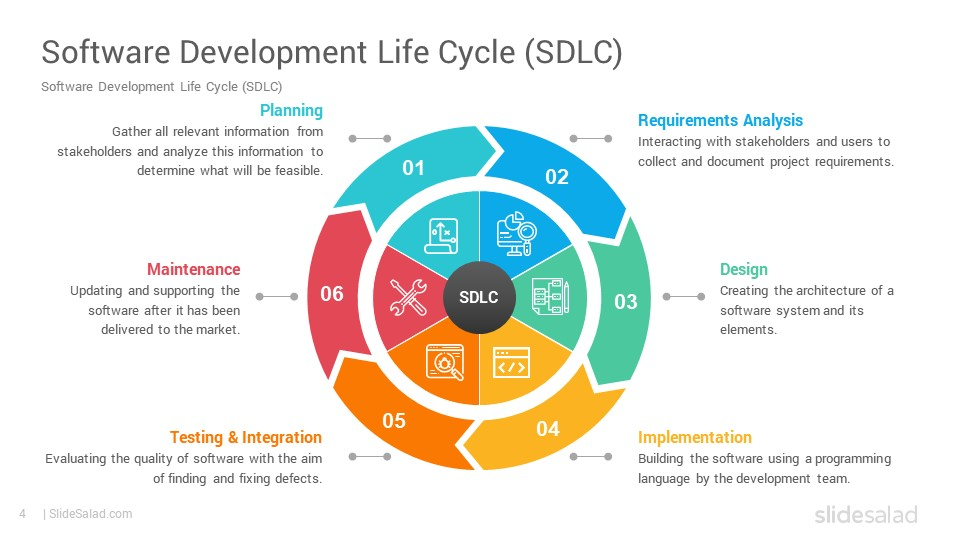 Software Development Life Cycle (SDLC)
Software Development Life Cycle (SDLC)
Planning
Gather all relevant information from
stakeholders and analyze this information to
determine what will be feasible.
01
Requirements Analysis
Interacting with stakeholders and users to
collect and document project requirements.
02
Design
Creating the architecture of a
software system and its
elements.
03
Implementation
Building the software using a programming
language by the development team.
04
Testing & Integration
Evaluating the quality of software with the aim
of finding and fixing defects.
05
Maintenance
Updating and supporting the
software after it has been
delivered to the market.
06
SDLC
</>
4 | SlideSalad.com
slidesalad